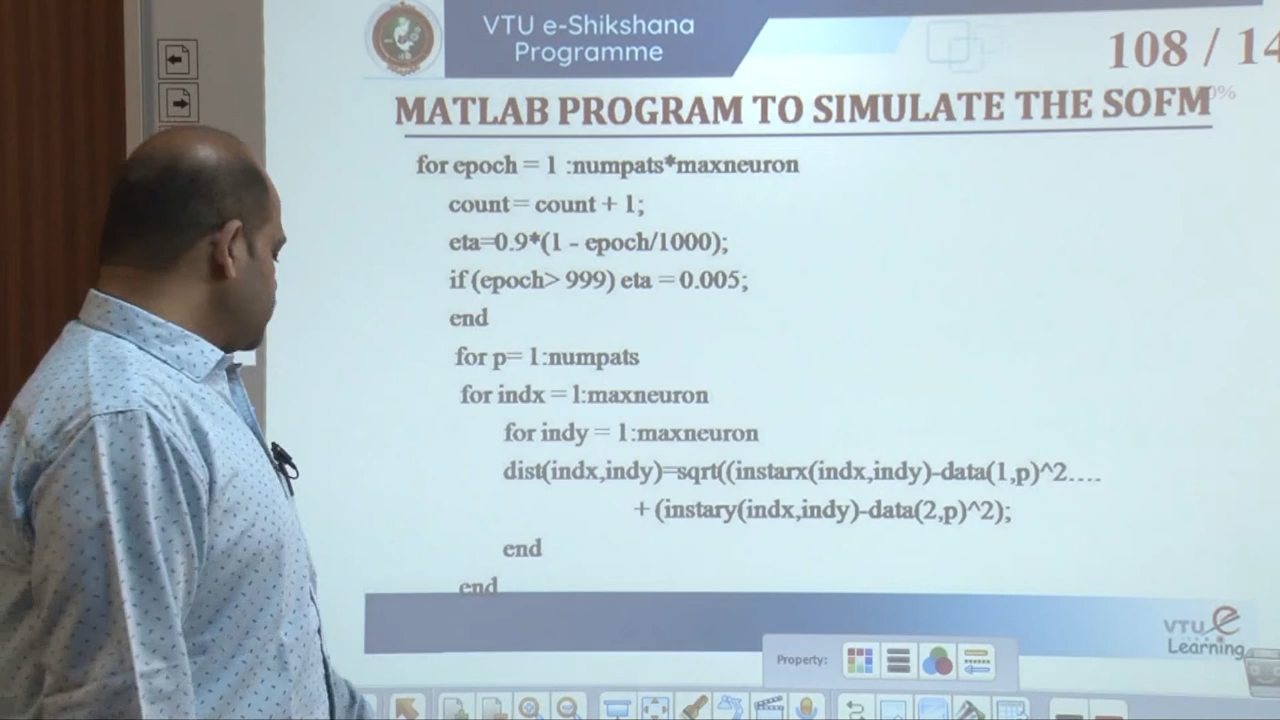 VTU e-Shikshana
Programme
108 / 14
0%
MATLAB PROGRAM TO SIMULATE THE SOFM
for epoch = 1 :numpats*maxneuron
count = count + 1;
eta=0.9*(1 - epoch/1000);
if (epoch> 999) eta = 0.005;
end
for p= 1:numpats
for indx = 1:maxneuron
for indy = 1:maxneuron
dist(indx,indy)=sqrt((instarx(indx,indy)-data(1,p)^2....
+ (instary(indx,indy)-data(2,p)^2);
end
end
VTU e
Learning
Property: